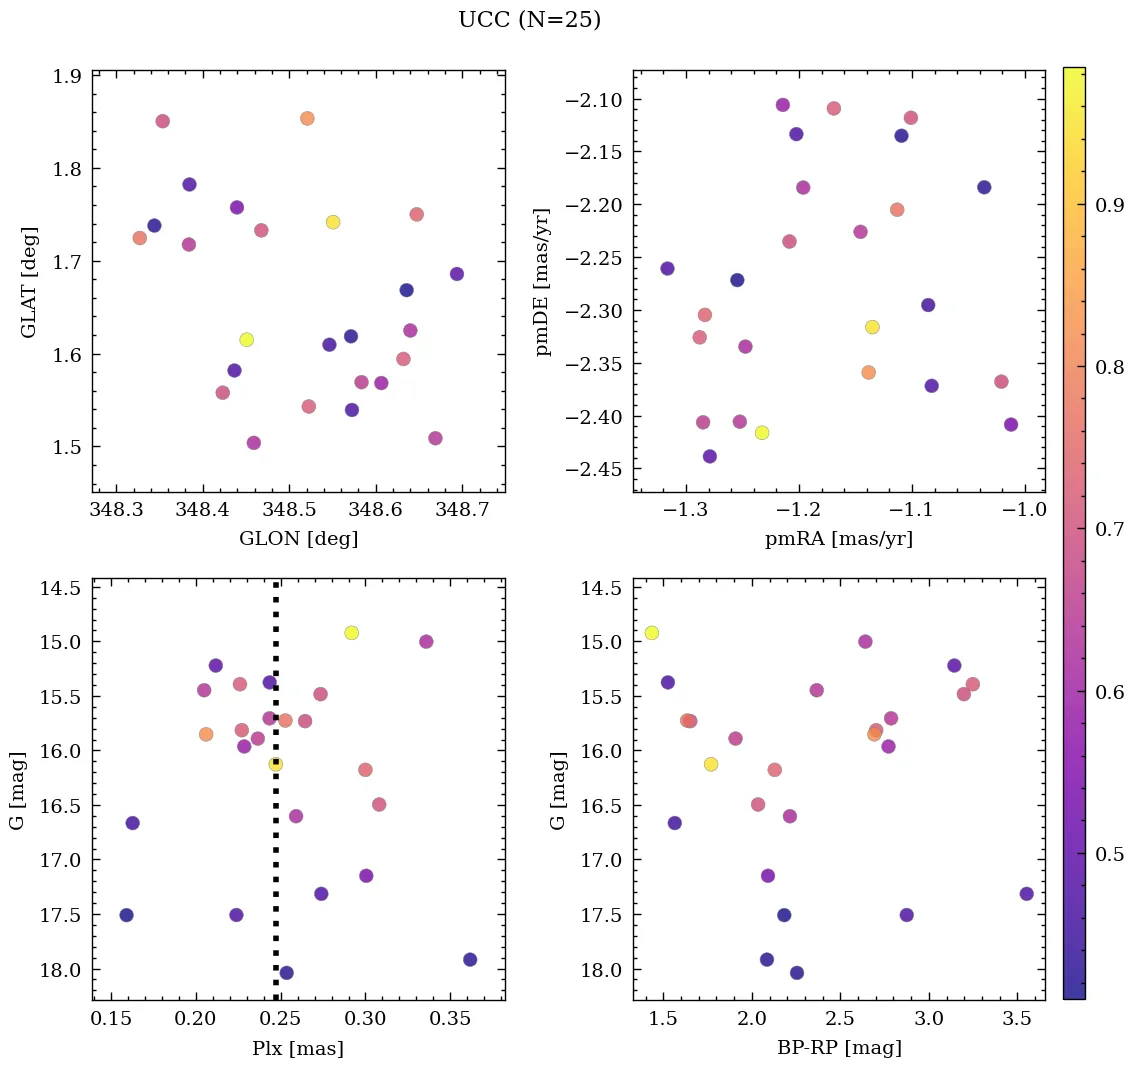 UCC (N=25)
1.9
1.8
1.7
1.6
1.5
GLAT [deg]
348.3 348.4 348.5 348.6 348.7
GLON [deg]
−2.10
−2.15
−2.20
−2.25
−2.30
−2.35
−2.40
−2.45
pmDE [mas/yr]
−1.3 −1.2 −1.1 −1.0
pmRA [mas/yr]
14.5
15.0
15.5
16.0
16.5
17.0
17.5
18.0
G [mag]
0.15 0.20 0.25 0.30 0.35
Plx [mas]
14.5
15.0
15.5
16.0
16.5
17.0
17.5
18.0
G [mag]
1.5 2.0 2.5 3.0 3.5
BP-RP [mag]
0.9
0.8
0.7
0.6
0.5